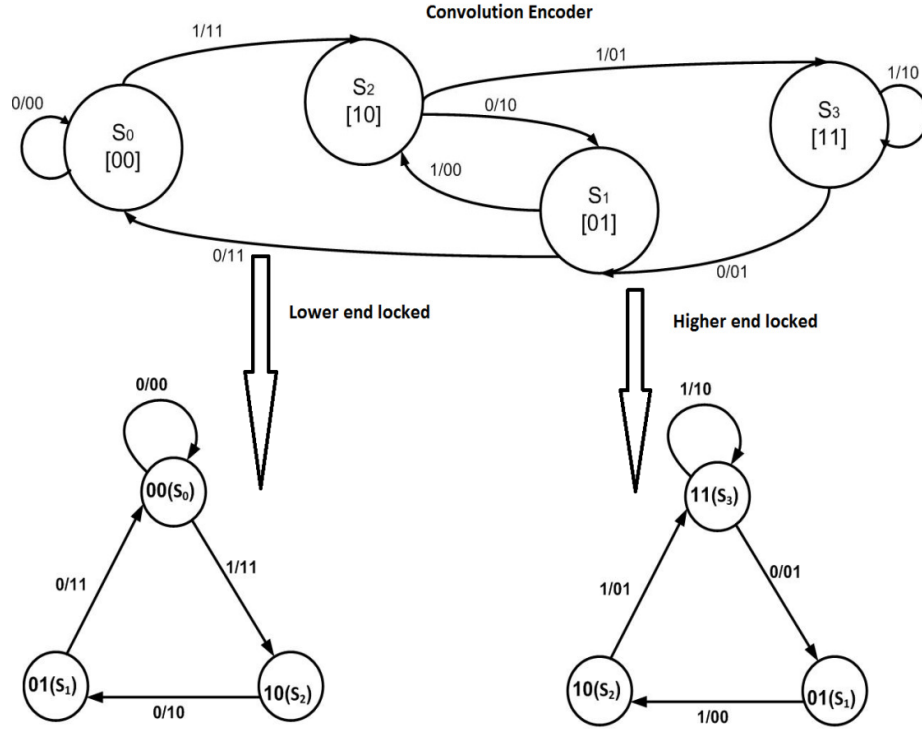 Convolution Encoder
1/11
1/01
1/10
0/00
S₂
[10]
0/10
S₃
[11]
S₀
[00]
1/00
S₁
[01]
0/11
0/01
Lower end locked
Higher end locked
0/00
1/10
00(S₀)
11(S₃)
0/11
1/11
1/01
0/01
01(S₁)
10(S₂)
10(S₂)
01(S₁)
0/10
1/00